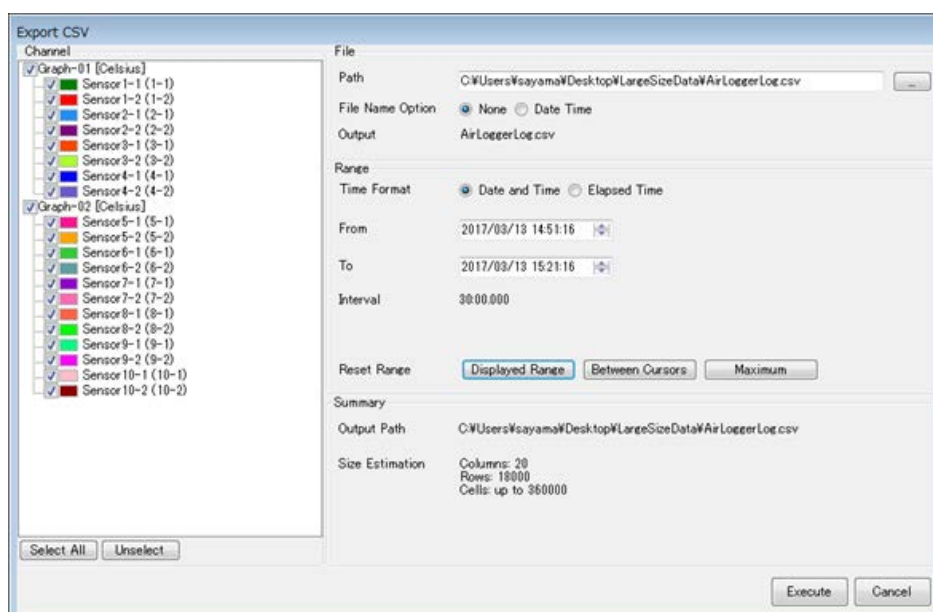 Export CSV
Channel
Graph-01 [Celsius]
Sensor1-1 (1-1)
Sensor1-2 (1-2)
Sensor2-1 (2-1)
Sensor2-2 (2-2)
Sensor3-1 (3-1)
Sensor3-2 (3-2)
Sensor4-1 (4-1)
Sensor4-2 (4-2)
Graph-02 [Celsius]
Sensor5-1 (5-1)
Sensor5-2 (5-2)
Sensor6-1 (6-1)
Sensor6-2 (6-2)
Sensor7-1 (7-1)
Sensor7-2 (7-2)
Sensor8-1 (8-1)
Sensor8-2 (8-2)
Sensor9-1 (9-1)
Sensor9-2 (9-2)
Sensor10-1 (10-1)
Sensor10-2 (10-2)
Select All Unselect
File
Path C:¥Users¥sayama¥Desktop¥LargeSizeData¥AirLoggerLog.csv ...
File Name Option None Date Time
Output AirLoggerLog.csv
Range
Time Format Date and Time Elapsed Time
From 2017/03/13 14:51:16
To 2017/03/13 15:21:16
Interval 30:00.000
Reset Range Displayed Range Between Cursors Maximum
Summary
Output Path C:¥Users¥sayama¥Desktop¥LargeSizeData¥AirLoggerLog.csv
Size Estimation Columns: 20
Rows: 18000
Cells: up to 360000
Execute Cancel